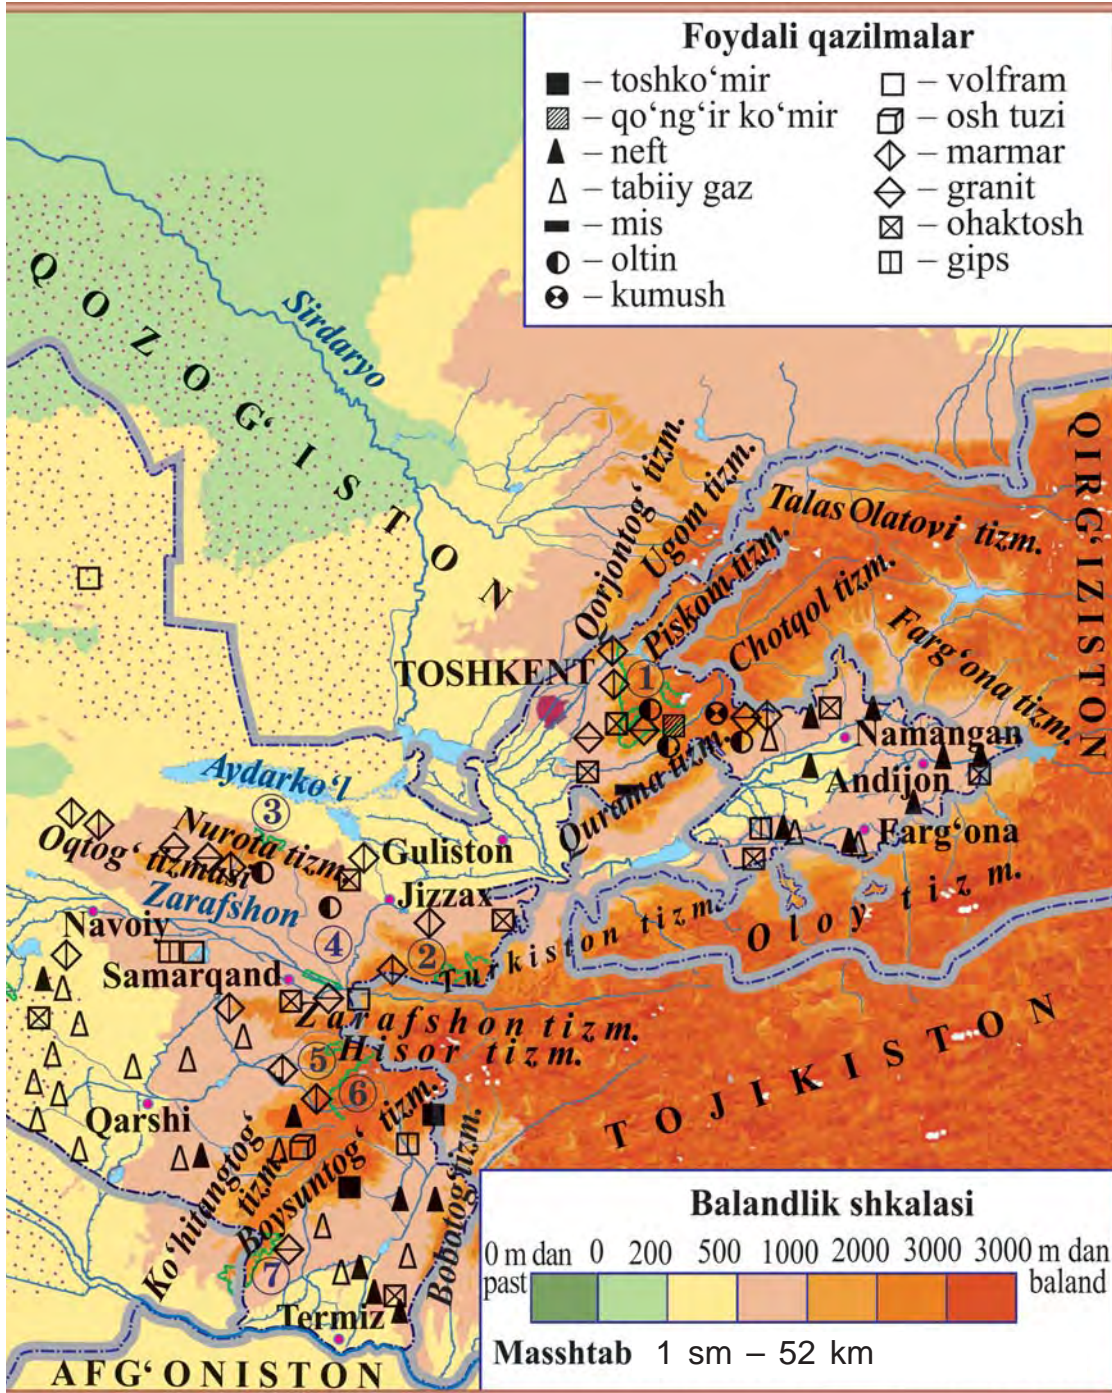 Foydali qazilmalar
– toshko‘mir
– qo‘ng‘ir ko‘mir
– neft
– tabiiy gaz
– mis
– oltin
– kumush
– volfram
– osh tuzi
– marmar
– granit
– ohaktosh
– gips
QOZOG‘ISTON
Sirdaryo
QIRG‘IZISTON
Qorjontog‘ tizm.
Ugom tizm.
Piskom tizm.
Talas Olatovi tizm.
Chotqol tizm.
Farg‘ona tizm.
TOSHKENT
1
Namangan
Andijon
Farg‘ona
Qurama tizm.
Aydarko‘l
3
Nurota tizm.
Oqtog‘ tizmasi
Guliston
Jizzax
Zarafshon
Navoiy
4
2
Samarqand
Turkiston tizm.
Oloy tizm.
Zarafshon tizm.
Hisor tizm.
5
6
TOJIKISTON
Qarshi
Ko‘hitangtog‘
tizm.
Boysuntog‘ tizm.
Bobotog‘ tizm.
7
Termiz
AFG‘ONISTON
Balandlik shkalasi
0 m dan past 0 200 500 1000 2000 3000 3000 m dan baland
Masshtab 1 sm – 52 km